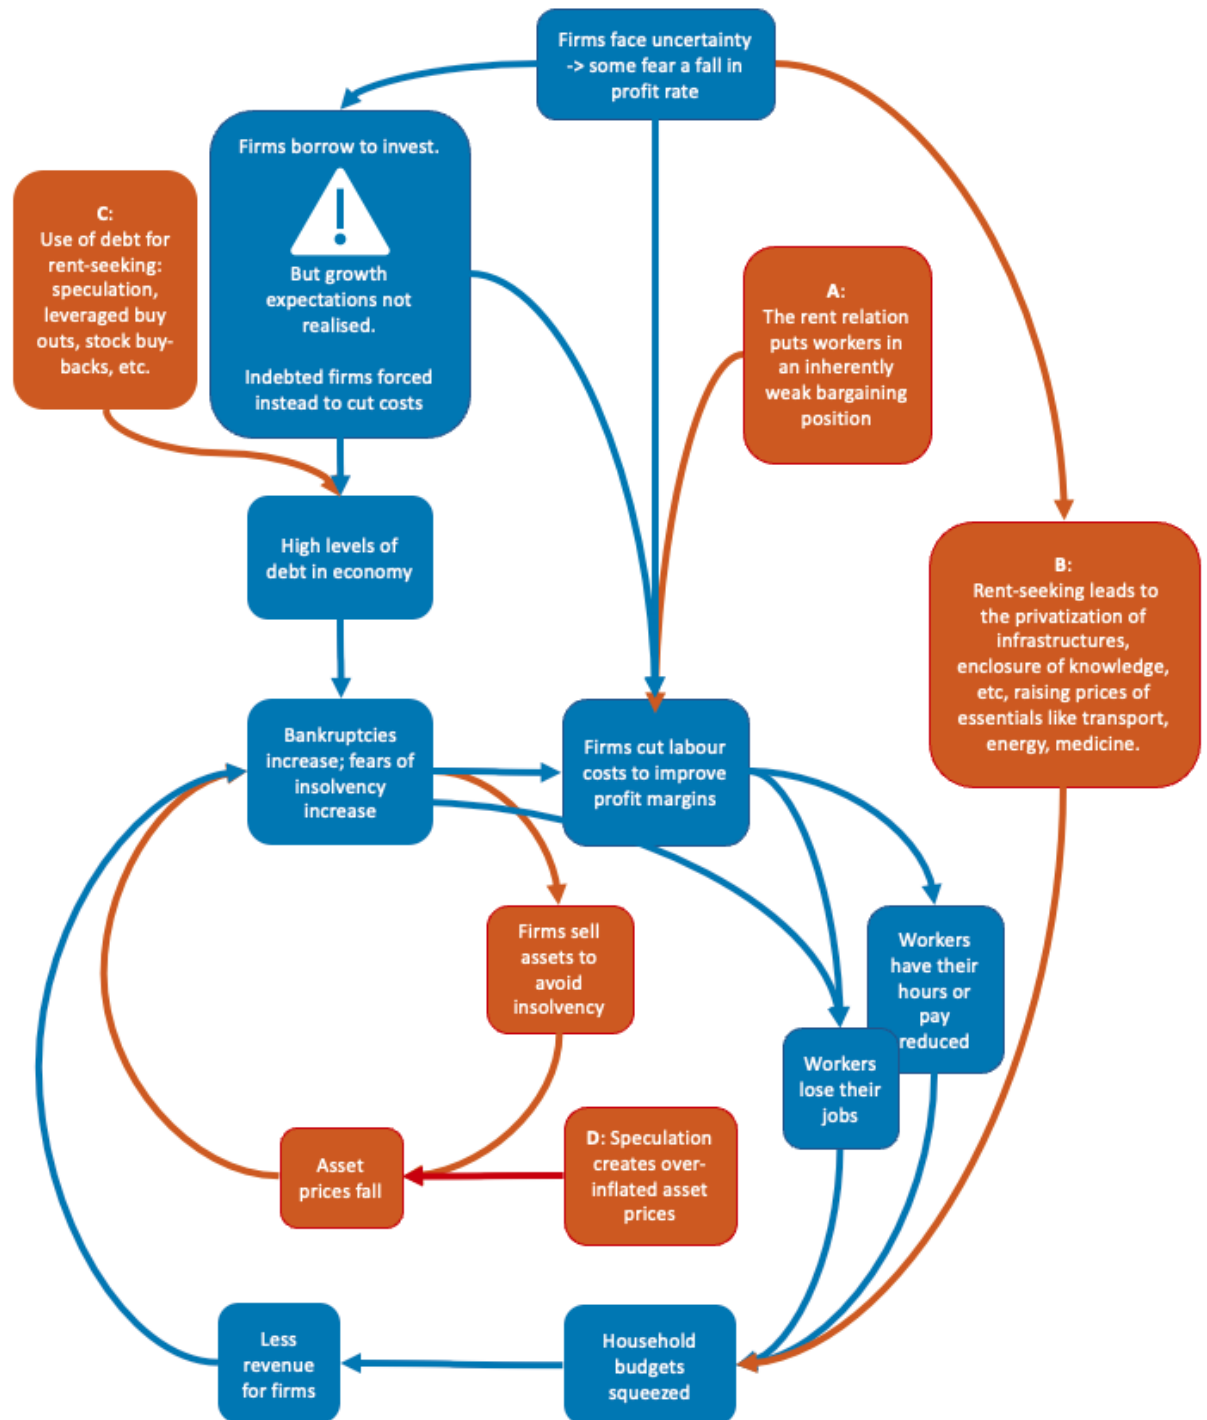 Firms face uncertainty
-> some fear a fall in
profit rate
Firms borrow to invest.
!
But growth
expectations not
realised.
Indebted firms forced
instead to cut costs
C:
Use of debt for
rent-seeking:
speculation,
leveraged buy
outs, stock buy-
backs, etc.
A:
The rent relation
puts workers in
an inherently
weak bargaining
position
High levels of
debt in economy
B:
Rent-seeking leads to
the privatization of
infrastructures,
enclosure of knowledge,
etc, raising prices of
essentials like transport,
energy, medicine.
Bankruptcies
increase; fears of
insolvency
increase
Firms cut labour
costs to improve
profit margins
Firms sell
assets to
avoid
insolvency
Workers
have their
hours or
pay
reduced
Workers
lose their
jobs
Asset
prices fall
D: Speculation
creates over-
inflated asset
prices
Less
revenue
for firms
Household
budgets
squeezed